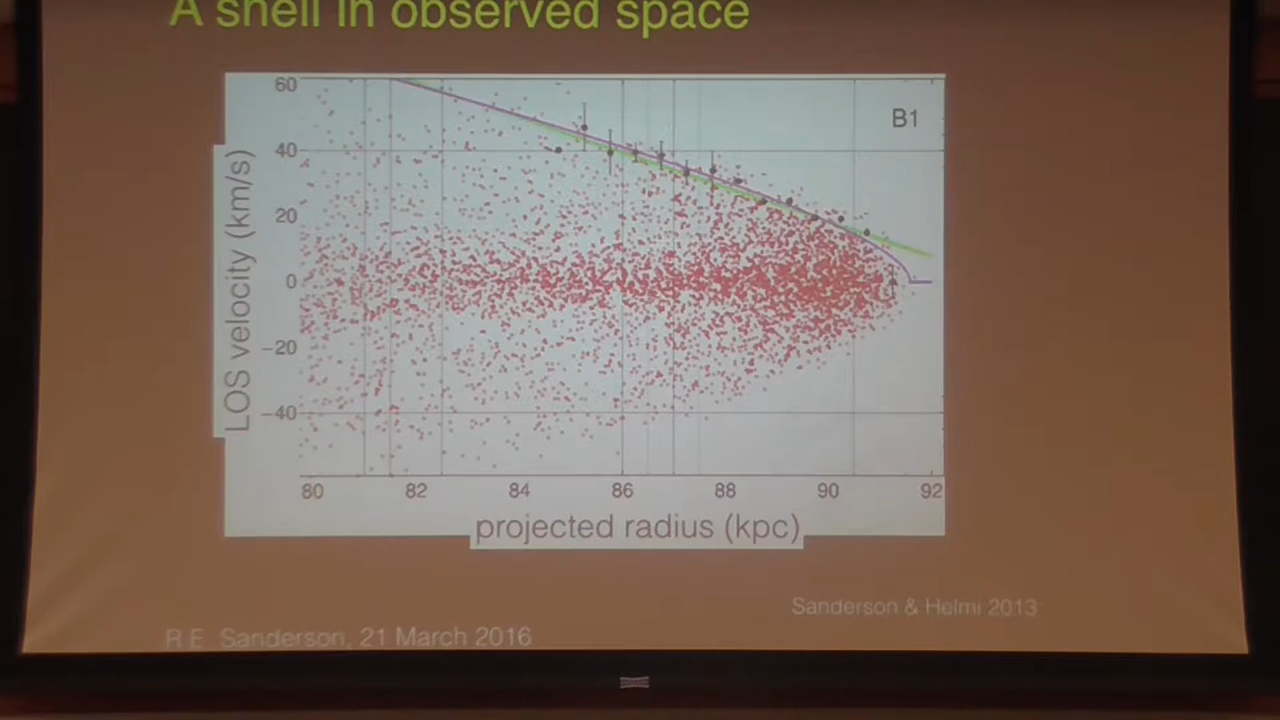 A shell in observed space
60
40
20
0
−20
−40
LOS velocity (km/s)
B1
80 82 84 86 88 90 92
projected radius (kpc)
Sanderson & Helmi 2013
R.E. Sanderson, 21 March 2016